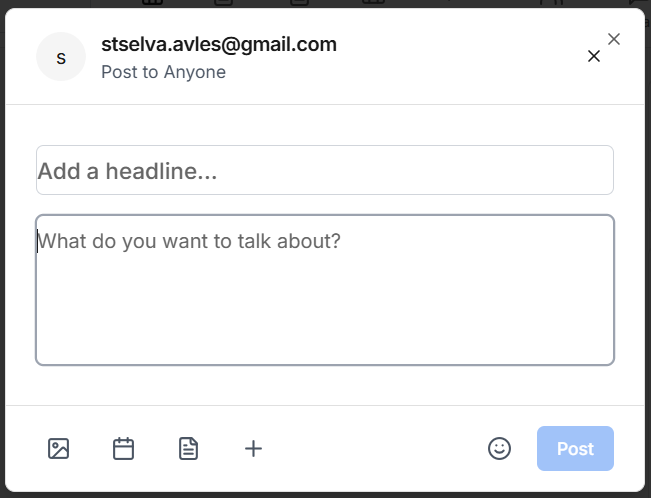 s
stselva.avles@gmail.com
Post to Anyone
Add a headline...
What do you want to talk about?
Post